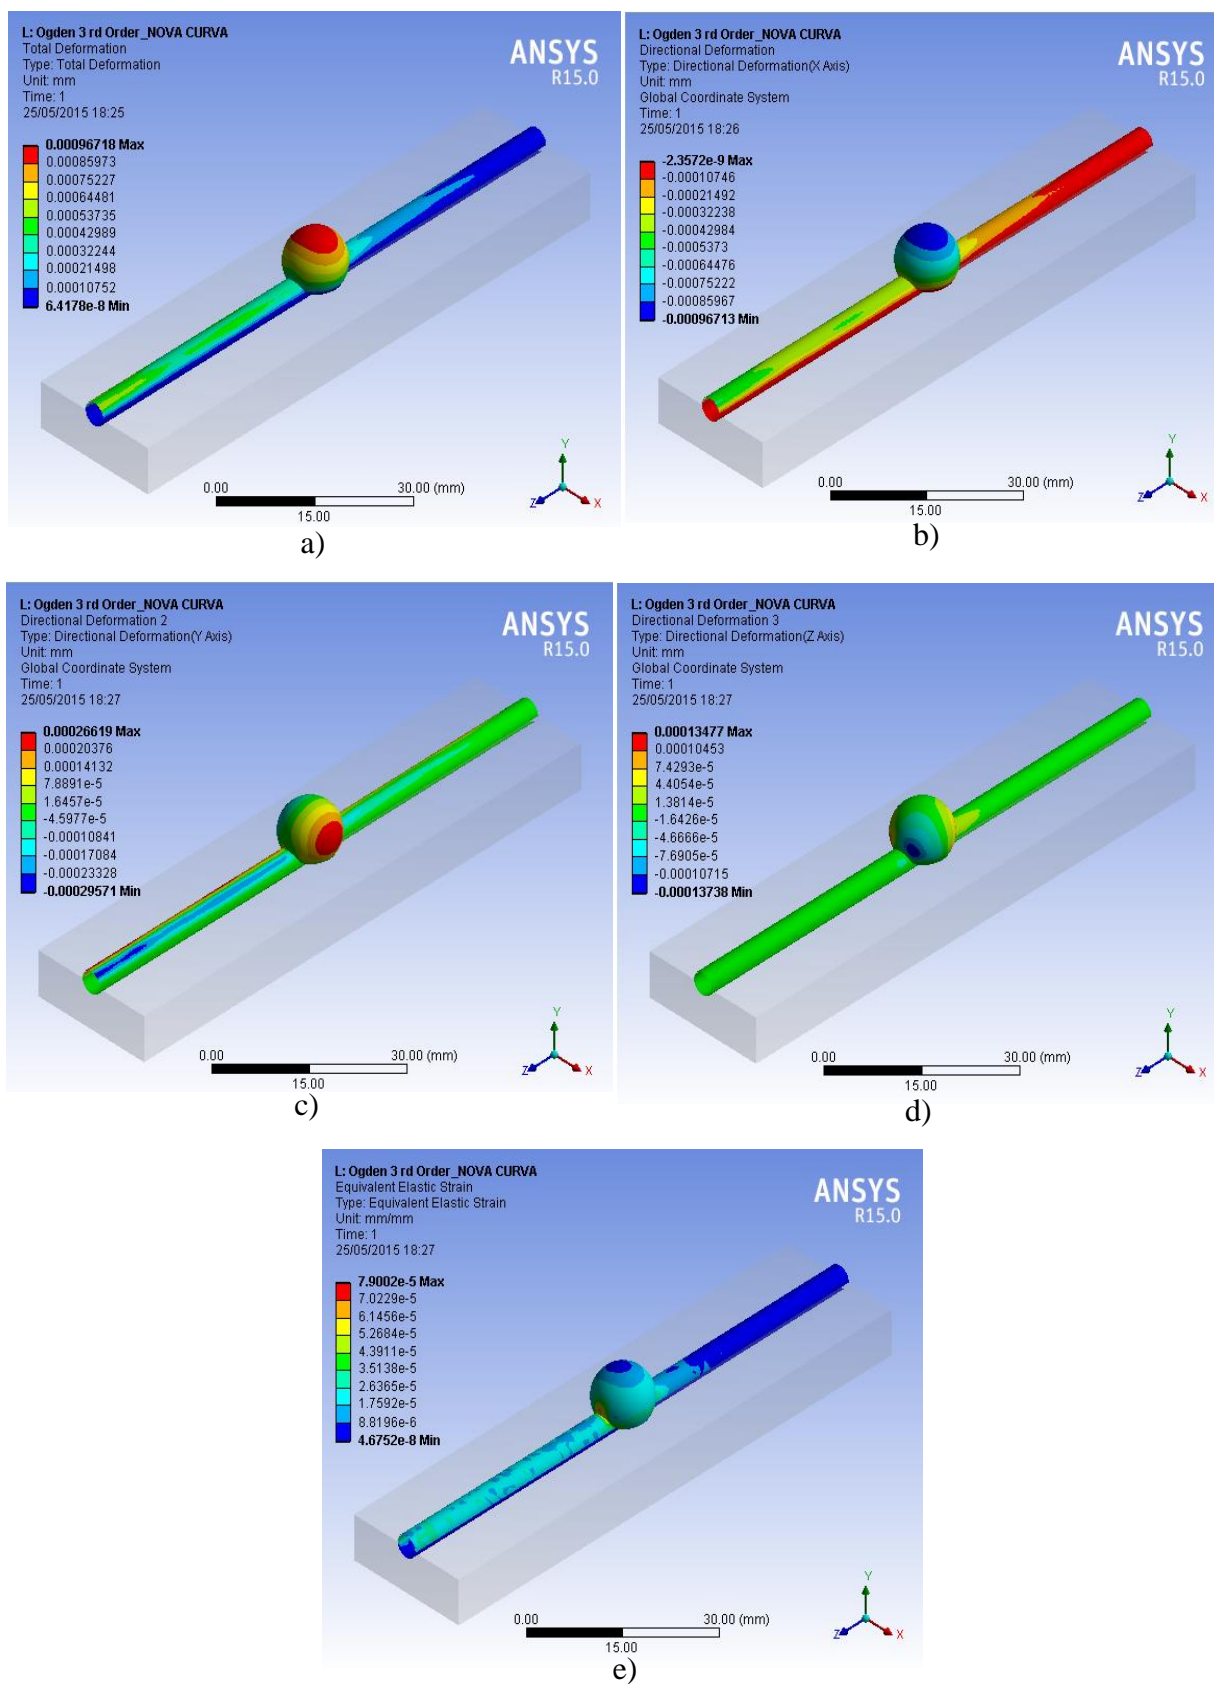 L: Ogden 3 rd Order_NOVA CURVA
Total Deformation
Type: Total Deformation
Unit: mm
Time: 1
25/05/2015 18:25
ANSYS
R15.0
0.00096718 Max
0.00085973
0.00075227
0.00064481
0.00053735
0.00042989
0.00032244
0.00021498
0.00010752
6.4178e-8 Min
0.00
30.00 (mm)
15.00
Y
Z
X
a)
L: Ogden 3 rd Order_NOVA CURVA
Directional Deformation
Type: Directional Deformation(X Axis)
Unit: mm
Global Coordinate System
Time: 1
25/05/2015 18:26
ANSYS
R15.0
-2.3572e-9 Max
-0.00010746
-0.00021492
-0.00032238
-0.00042984
-0.0005373
-0.00064476
-0.00075222
-0.00085967
-0.00096713 Min
0.00
30.00 (mm)
15.00
Y
Z
X
b)
L: Ogden 3 rd Order_NOVA CURVA
Directional Deformation 2
Type: Directional Deformation(Y Axis)
Unit: mm
Global Coordinate System
Time: 1
25/05/2015 18:27
ANSYS
R15.0
0.00026619 Max
0.00020376
0.00014132
7.8891e-5
1.6457e-5
-4.5977e-5
-0.00010841
-0.00017084
-0.00023328
-0.00029571 Min
0.00
30.00 (mm)
15.00
Y
Z
X
c)
L: Ogden 3 rd Order_NOVA CURVA
Directional Deformation 3
Type: Directional Deformation(Z Axis)
Unit: mm
Global Coordinate System
Time: 1
25/05/2015 18:27
ANSYS
R15.0
0.00013477 Max
0.00010453
7.4293e-5
4.4054e-5
1.3814e-5
-1.6426e-5
-4.6666e-5
-7.6905e-5
-0.00010715
-0.00013738 Min
0.00
30.00 (mm)
15.00
Y
Z
X
d)
L: Ogden 3 rd Order_NOVA CURVA
Equivalent Elastic Strain
Type: Equivalent Elastic Strain
Unit: mm/mm
Time: 1
25/05/2015 18:27
ANSYS
R15.0
7.9002e-5 Max
7.0229e-5
6.1456e-5
5.2684e-5
4.3911e-5
3.5138e-5
2.6365e-5
1.7592e-5
8.8196e-6
4.6752e-8 Min
0.00
30.00 (mm)
15.00
Y
Z
X
e)